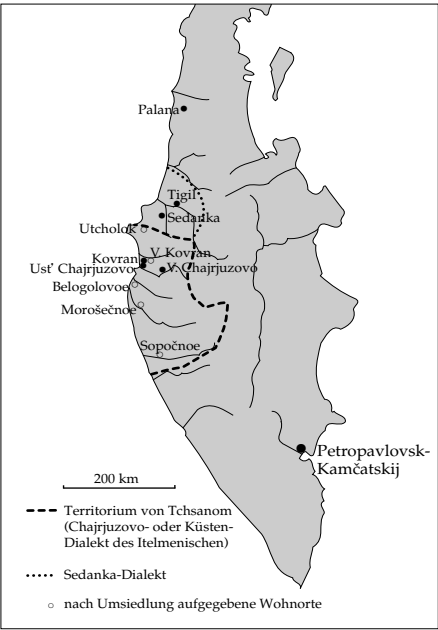 Palana
Tigil
Sedanka
Utcholok
V. Kovran
Kovran
Ust' Chajrjuzovo
V. Chajrjuzovo
Belogolovoe
Morošečnoe
Sopočnoe
Petropavlovsk-
Kamčatskij
200 km
Territorium von Tchsanom
(Chajrjuzovo- oder Küsten-
Dialekt des Itelmenischen)
Sedanka-Dialekt
nach Umsiedlung aufgegebene Wohnorte